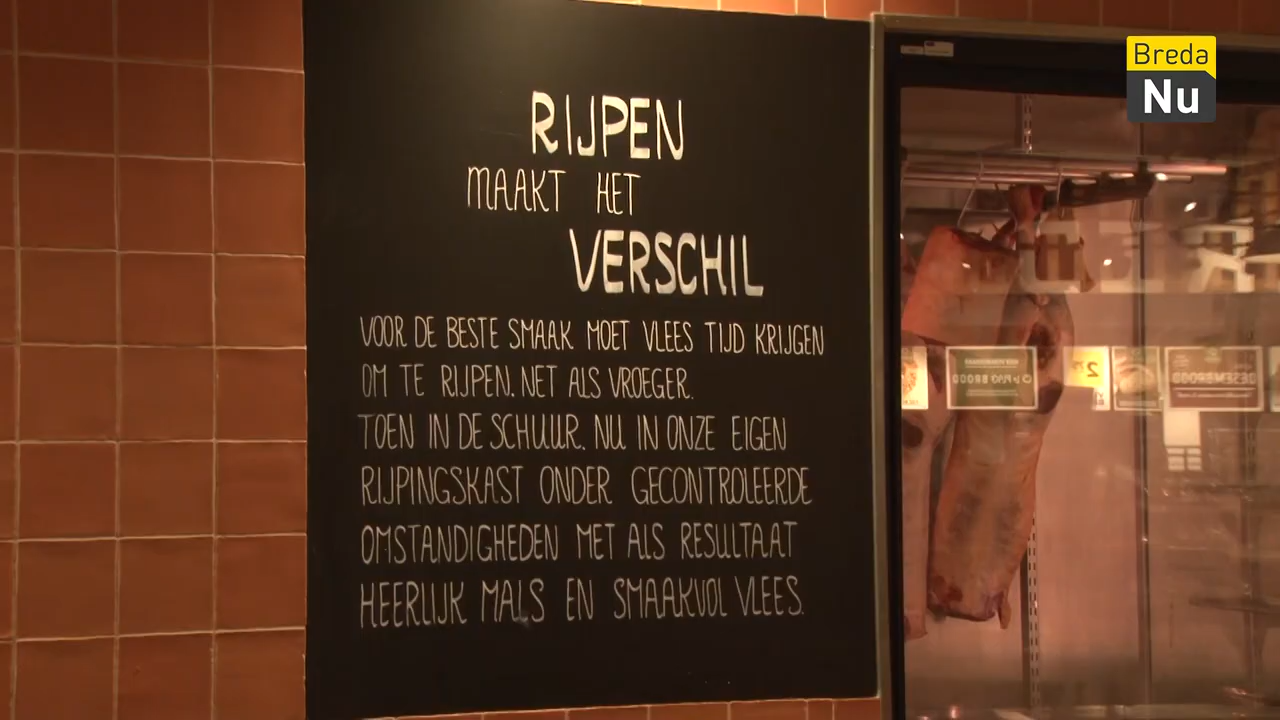 Breda
Nu
RIJPEN
MAAKT HET
VERSCHIL
VOOR DE BESTE SMAAK MOET VLEES TIJD KRIJGEN
OM TE RIJPEN. NET ALS VROEGER.
TOEN IN DE SCHUUR. NU IN ONZE EIGEN
RIJPINGSKAST ONDER GECONTROLEERDE
OMSTANDIGHEDEN MET ALS RESULTAAT
HEERLIJK MALS EN SMAAKVOL VLEES.
DESEMBROOD